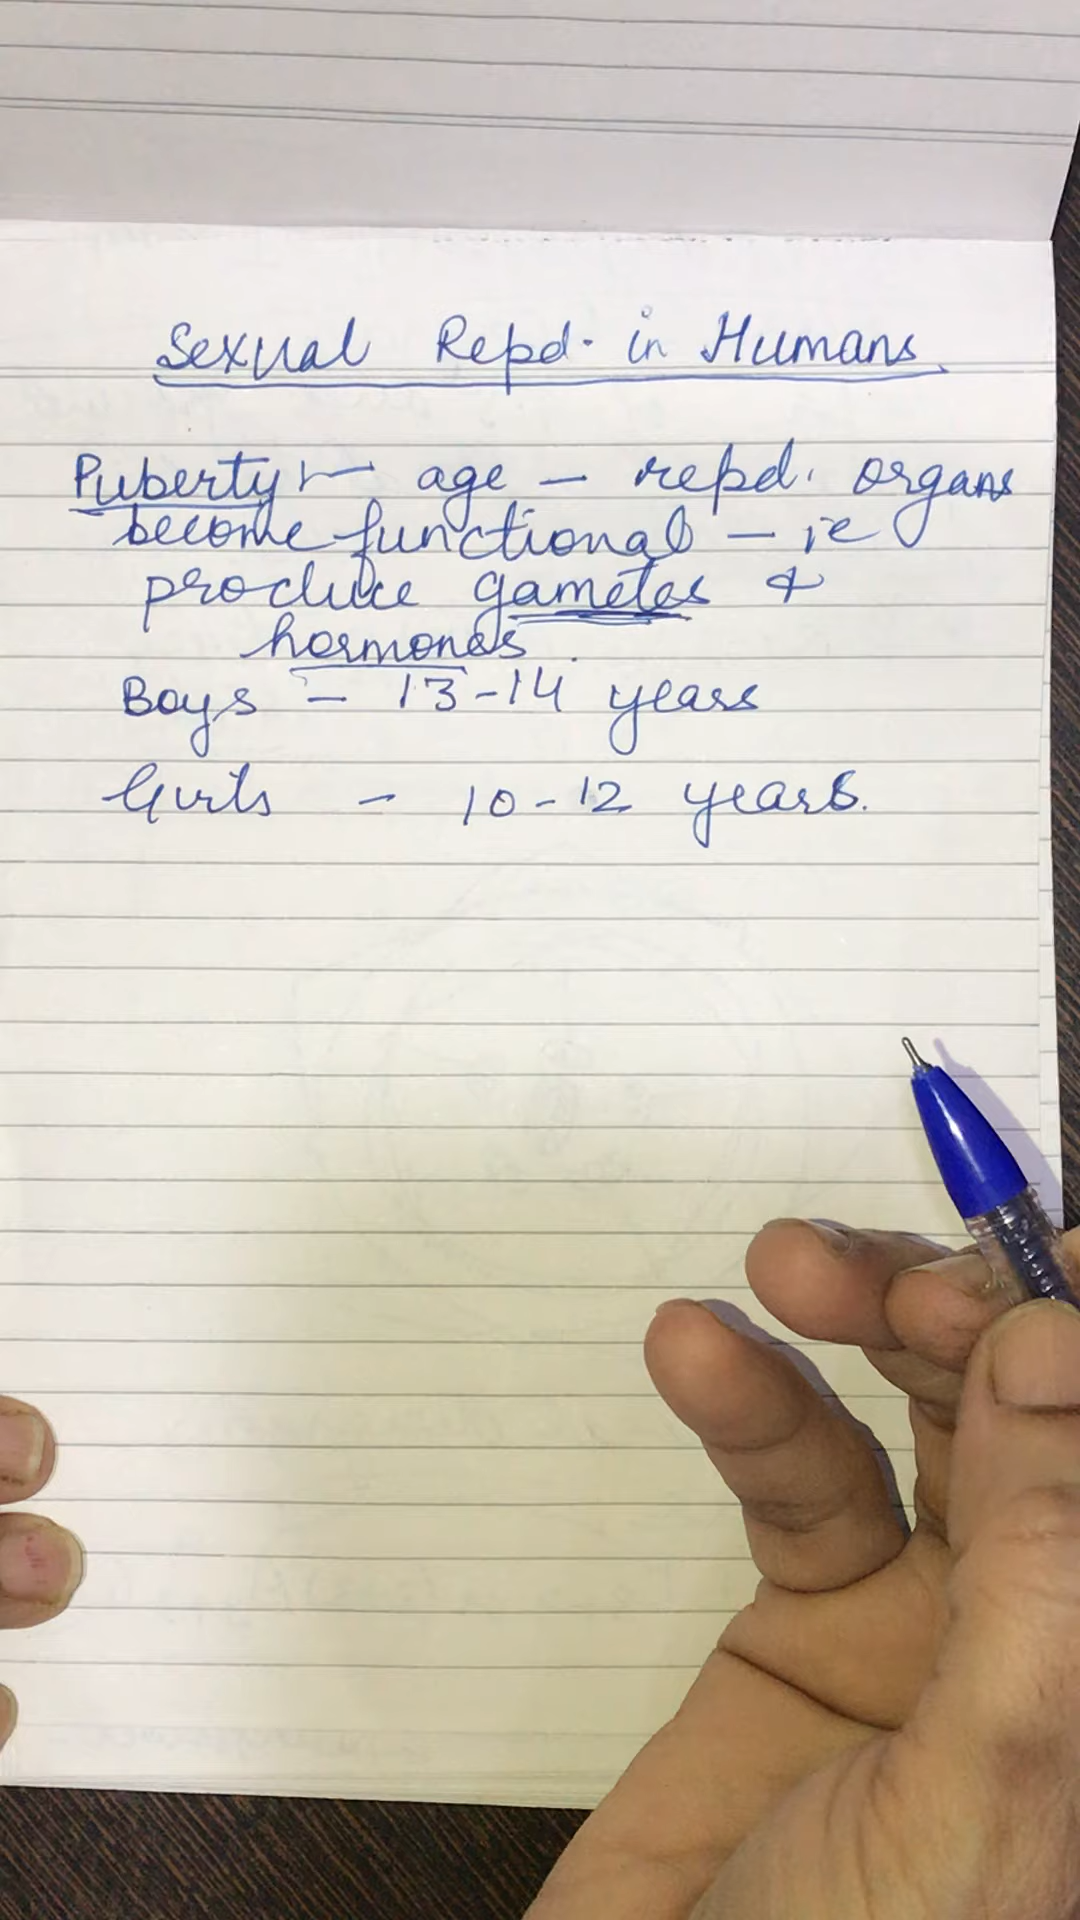 Sexual Repd. in Humans
Puberty :- age - repd. organs
become functional - ie
produce gametes &
hormones.
Boys - 13-14 years
Girls - 10-12 years.